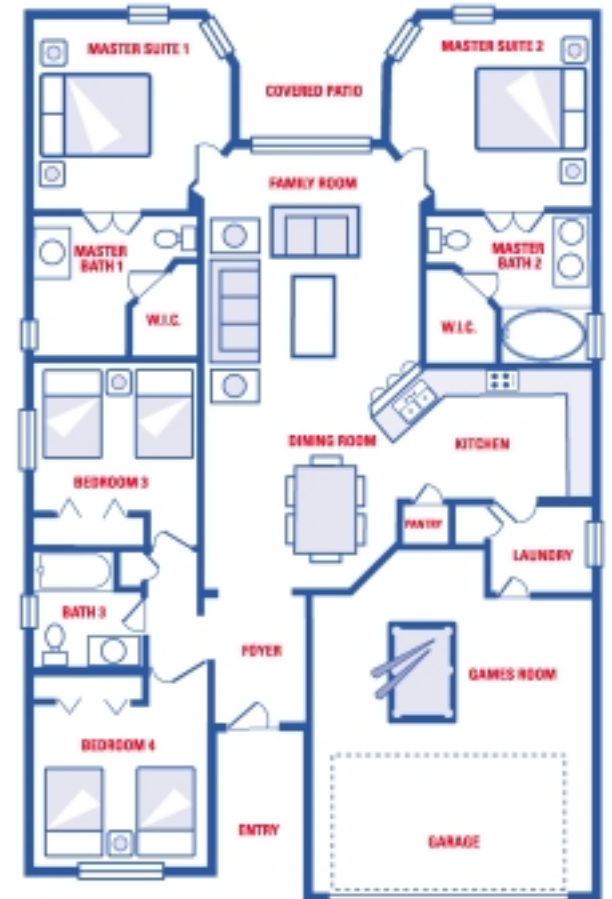 MASTER SUITE 1
MASTER SUITE 2
COVERED PATIO
FAMILY ROOM
MASTER
BATH 1
MASTER
BATH 2
W.I.C.
W.I.C.
DINING ROOM
KITCHEN
BEDROOM 3
PANTRY
LAUNDRY
BATH 3
FOYER
GAMES ROOM
BEDROOM 4
ENTRY
GARAGE